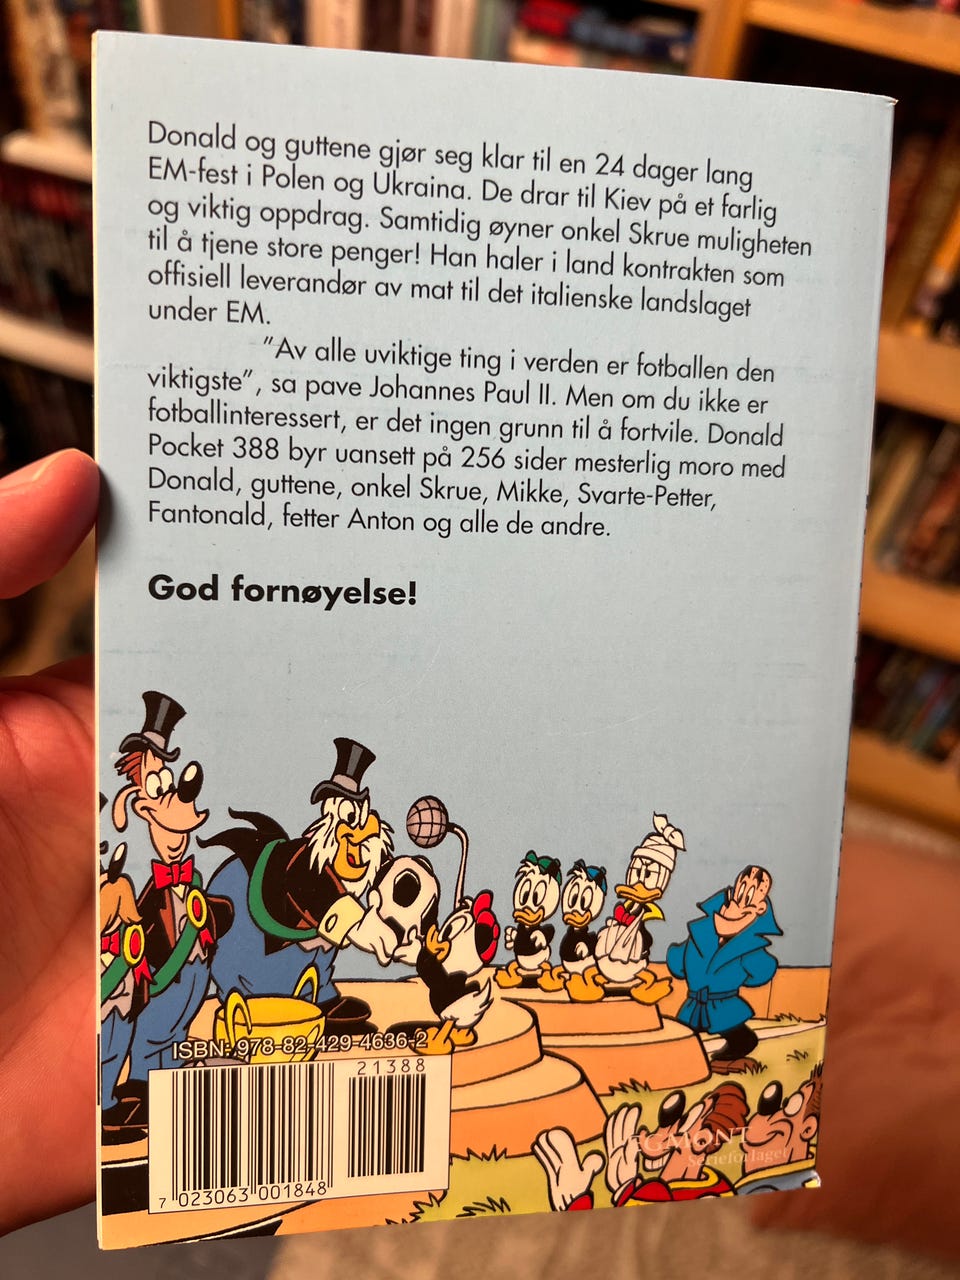 Donald og guttene gjør seg klar til en 24 dager lang
EM-fest i Polen og Ukraina. De drar til Kiev på et farlig
og viktig oppdrag. Samtidig øyner onkel Skrue muligheten
til å tjene store penger! Han haler i land kontrakten som
offisiell leverandør av mat til det italienske landslaget
under EM.
"Av alle uviktige ting i verden er fotballen den
viktigste", sa pave Johannes Paul II. Men om du ikke er
fotballinteressert, er det ingen grunn til å fortvile. Donald
Pocket 388 byr uansett på 256 sider mesterlig moro med
Donald, guttene, onkel Skrue, Mikke, Svarte-Petter,
Fantonald, fetter Anton og alle de andre.
God fornøyelse!
ISBN: 978-82-429-4636-2
21388
7 023063 001848
EGMONT
Serieforlaget